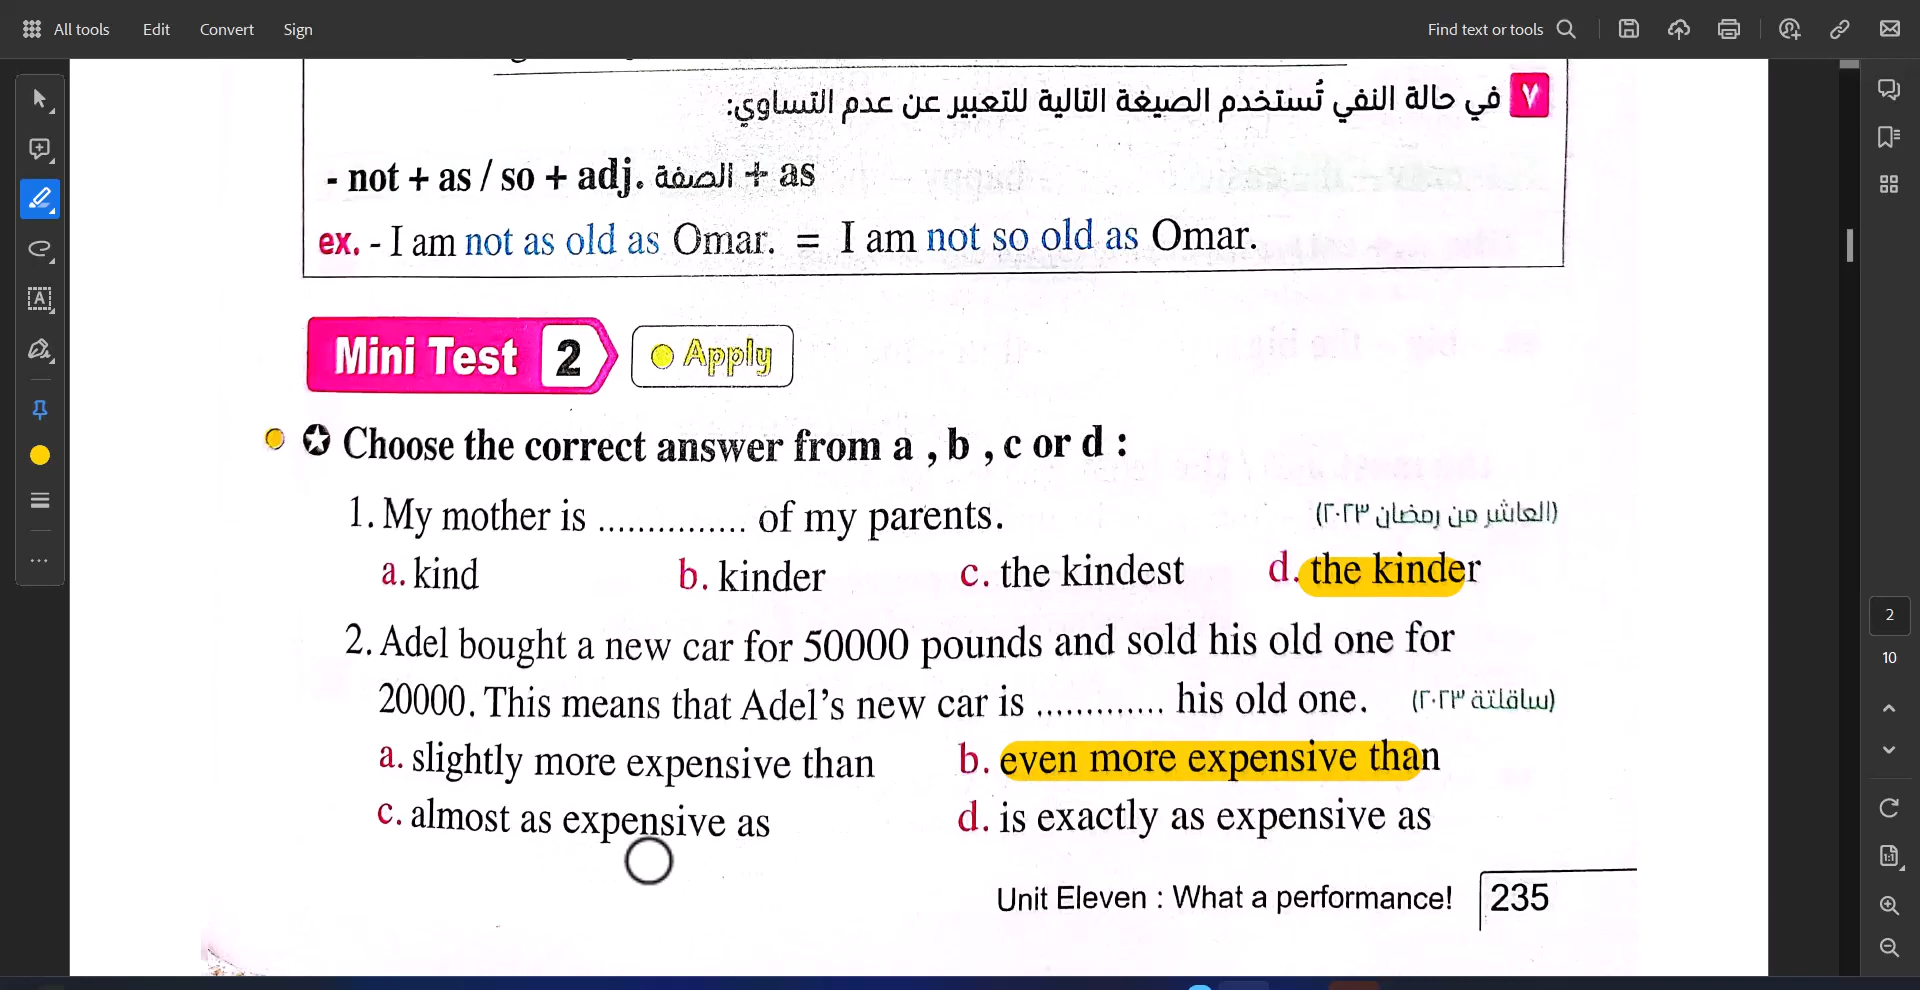 All tools Edit Convert Sign Find text or tools
٧ في حالة النفي تُستخدم الصيغة التالية للتعبير عن عدم التساوي:
- not + as / so + adj. الصفة + as
ex. - I am not as old as Omar. = I am not so old as Omar.
Mini Test 2 Apply
Choose the correct answer from a , b , c or d :
1. My mother is ............... of my parents. (العاشر من رمضان ٢٠٢٣)
a. kind b. kinder c. the kindest d. the kinder
2. Adel bought a new car for 50000 pounds and sold his old one for
20000. This means that Adel's new car is ............. his old one. (ساقلتة ٢٠٢٣)
a. slightly more expensive than b. even more expensive than
c. almost as expensive as d. is exactly as expensive as
Unit Eleven : What a performance! 235
2
10